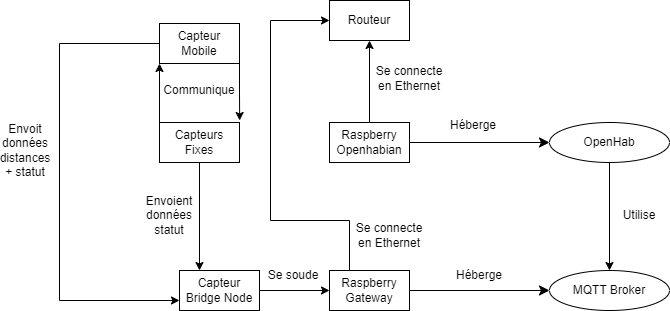 Capteur
Mobile
Routeur
Communique
Se connecte
en Ethernet
Envoit
données
distances
+ statut
Capteurs
Fixes
Raspberry
Openhabian
Héberge
OpenHab
Envoient
données
statut
Se connecte
en Ethernet
Utilise
Capteur
Bridge Node
Se soude
Raspberry
Gateway
Héberge
MQTT Broker